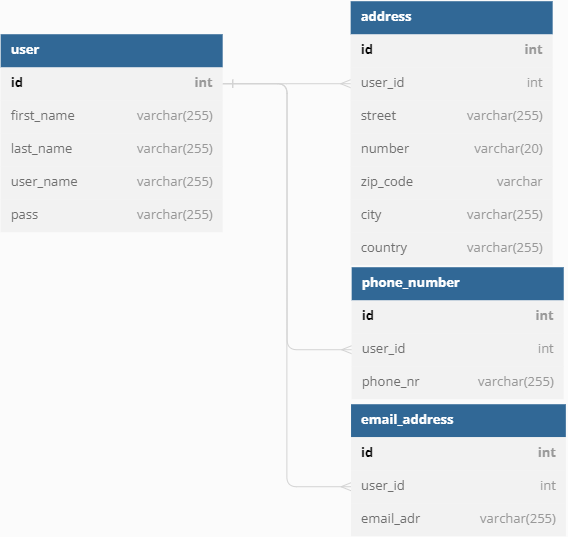 user
id int
first_name varchar(255)
last_name varchar(255)
user_name varchar(255)
pass varchar(255)
address
id int
user_id int
street varchar(255)
number varchar(20)
zip_code varchar
city varchar(255)
country varchar(255)
phone_number
id int
user_id int
phone_nr varchar(255)
email_address
id int
user_id int
email_adr varchar(255)